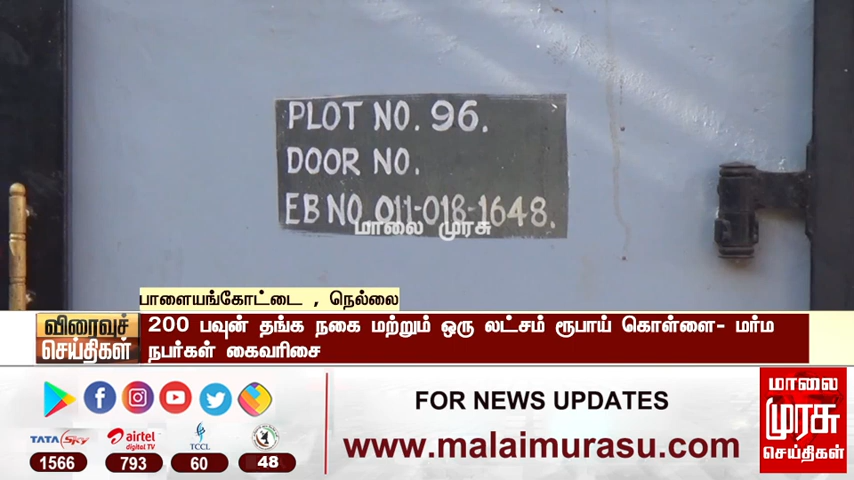 PLOT NO. 96.
DOOR NO.
EB NO. 011-018-1648.
மாலை முரசு
பாளையங்கோட்டை , நெல்லை
விரைவுச்
செய்திகள்
200 பவுன் தங்க நகை மற்றும் ஒரு லட்சம் ரூபாய் கொள்ளை- மர்ம
நபர்கள் கைவரிசை
FOR NEWS UPDATES
www.malaimurasu.com
TATA SKY
1566
airtel
digital TV
793
TCCL
60
48
மாலை
முரசு
செய்திகள்